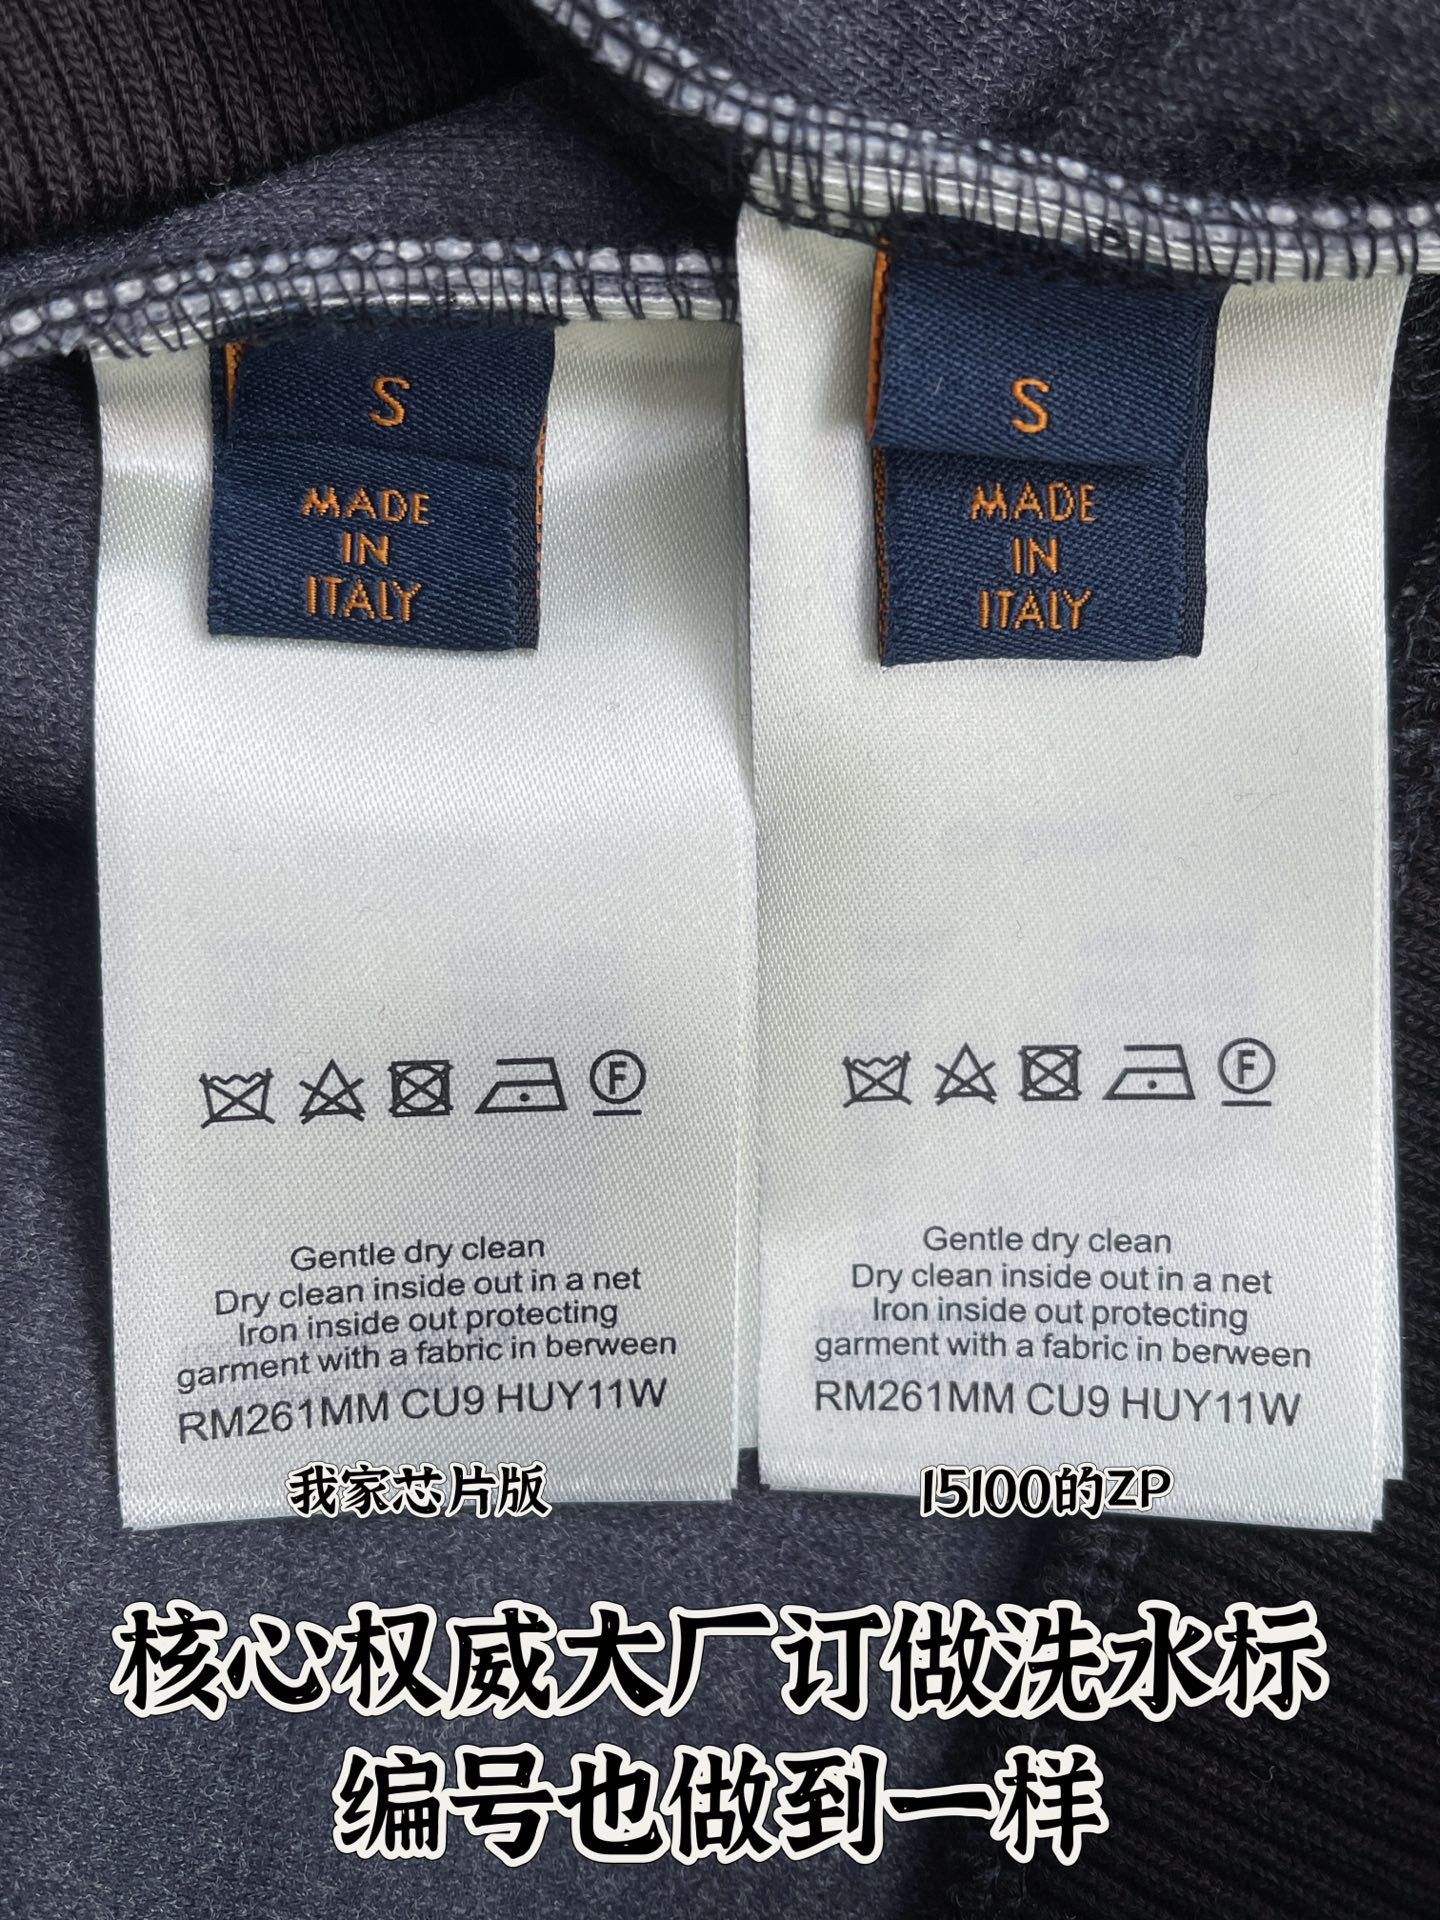 S
MADE
IN
ITALY
Gentle dry clean
Dry clean inside out in a net
Iron inside out protecting
garment with a fabric in berween
RM261MM CU9 HUY11W
我家芯片版
S
MADE
IN
ITALY
Gentle dry clean
Dry clean inside out in a net
Iron inside out protecting
garment with a fabric in berween
RM261MM CU9 HUY11W
15100的ZP
核心权威大厂订做洗水标
编号也做到一样